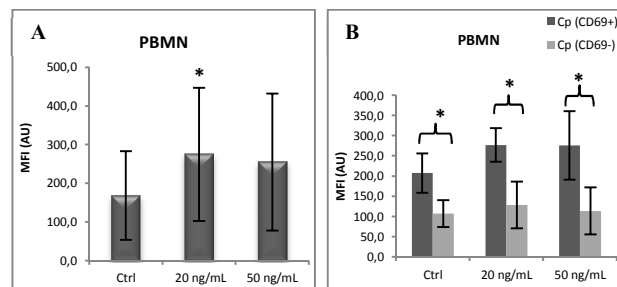 A
PBMN
*
500,0
400,0
300,0
200,0
100,0
0,0
MFI (AU)
Ctrl 20 ng/mL 50 ng/mL
B
PBMN
Cp (CD69+)
Cp (CD69-)
* * *
400,0
350,0
300,0
250,0
200,0
150,0
100,0
50,0
0,0
MFI (AU)
Ctrl 20 ng/mL 50 ng/mL